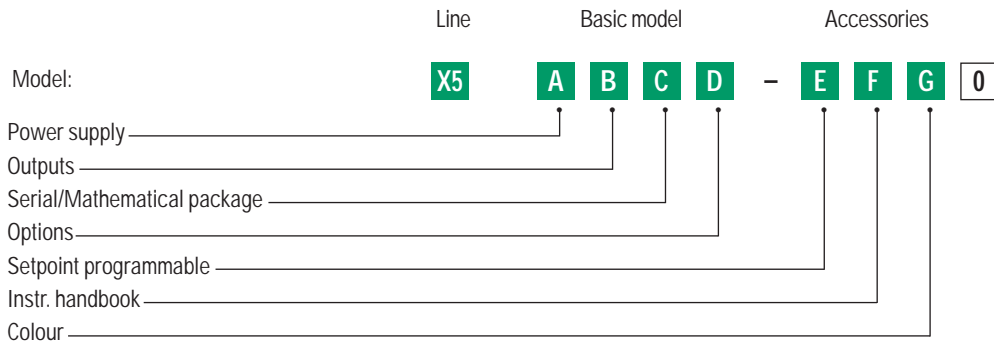 Line Basic model Accessories
Model: X5 A B C D – E F G 0
Power supply
Outputs
Serial/Mathematical package
Options
Setpoint programmable
Instr. handbook
Colour